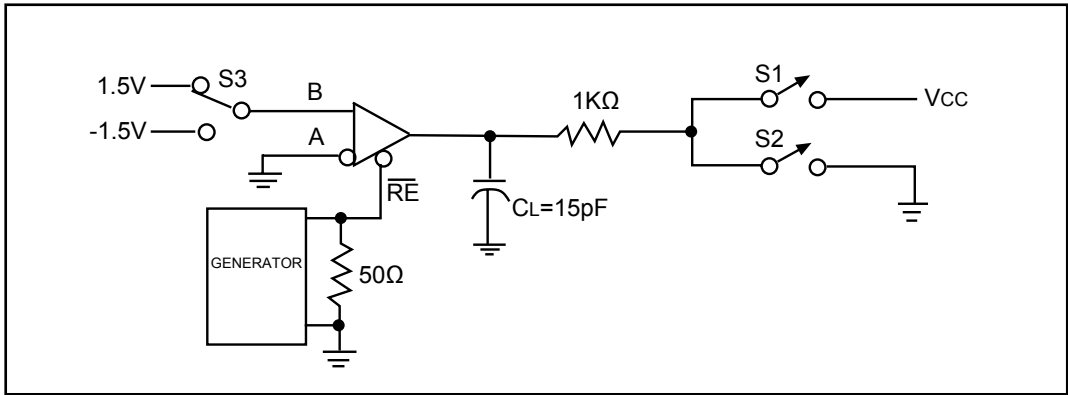 1.5V
S3
-1.5V
B
A
RE
GENERATOR
50Ω
CL=15pF
1KΩ
S1
VCC
S2